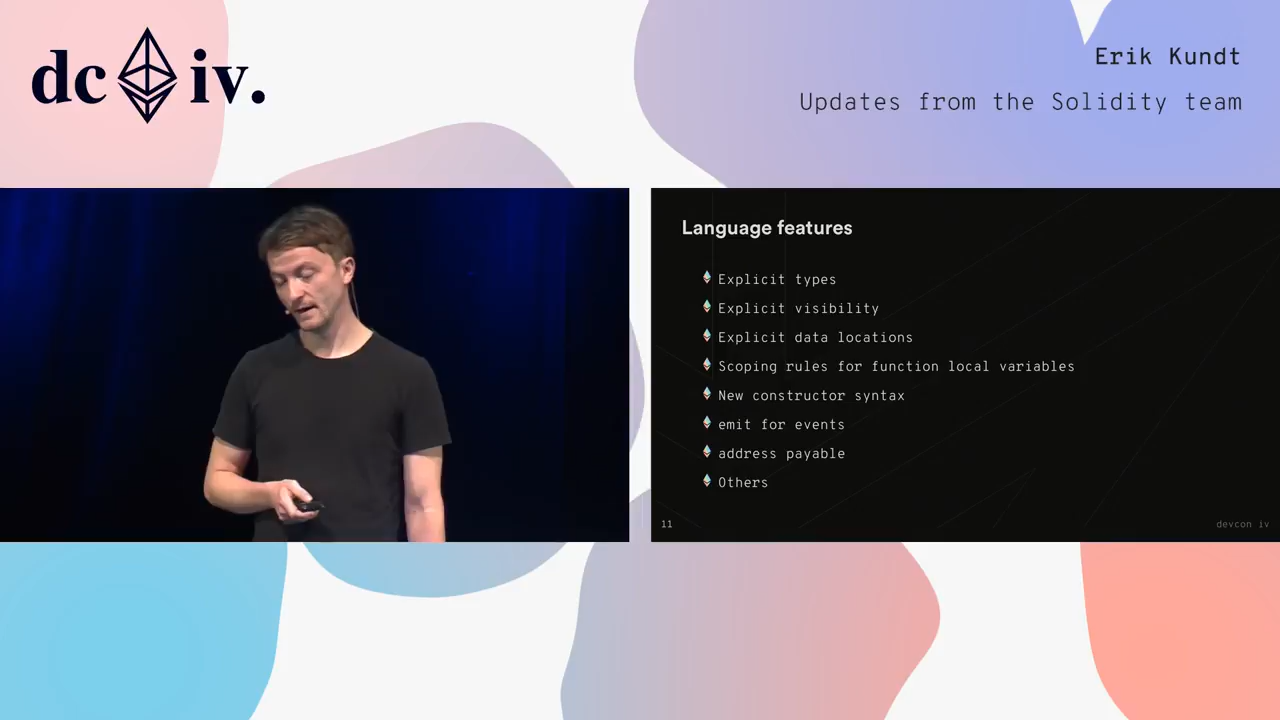 dc iv.
Erik Kundt
Updates from the Solidity team
Language features
Explicit types
Explicit visibility
Explicit data locations
Scoping rules for function local variables
New constructor syntax
emit for events
address payable
Others
11
devcon iv